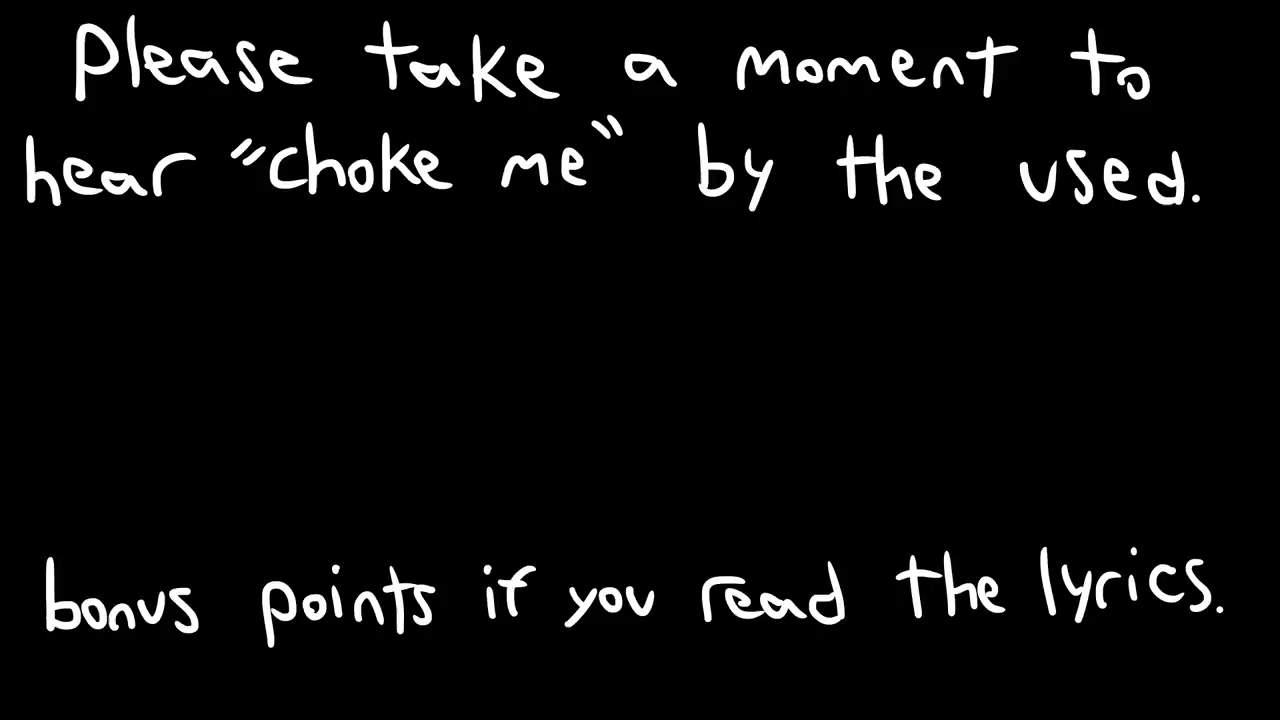 Please take a moment to
hear "choke me" by the used.
bonus points if you read the lyrics.